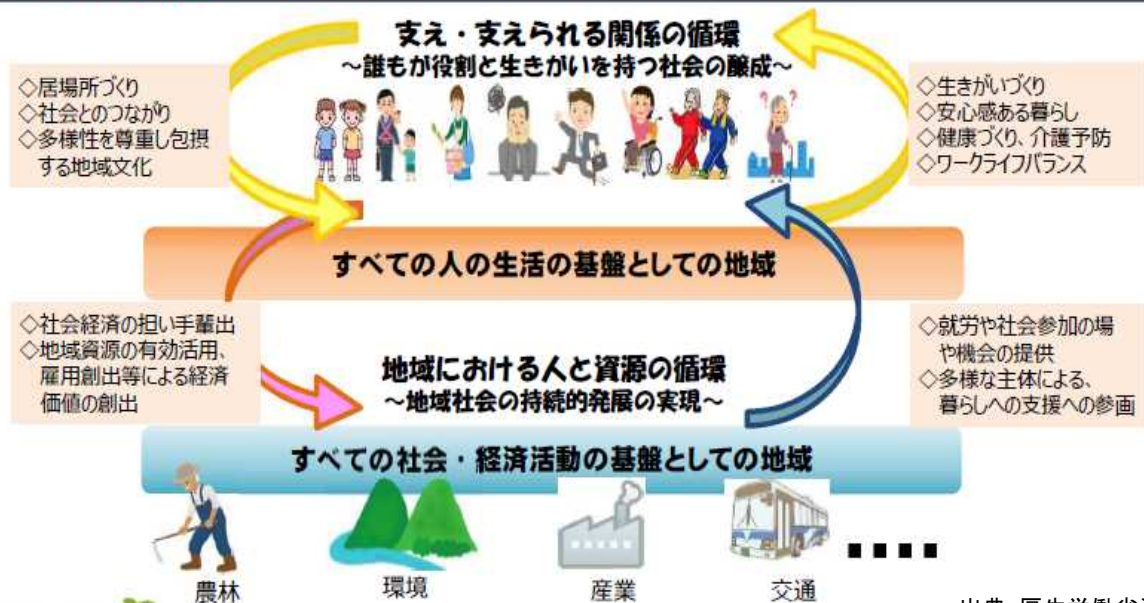 支え・支えられる関係の循環
～誰もが役割と生きがいを持つ社会の醸成～
◇居場所づくり
◇社会とのつながり
◇多様性を尊重し包摂
する地域文化
◇生きがいづくり
◇安心感ある暮らし
◇健康づくり、介護予防
◇ワークライフバランス
すべての人の生活の基盤としての地域
◇社会経済の担い手輩出
◇地域資源の有効活用、
雇用創出等による経済
価値の創出
地域における人と資源の循環
～地域社会の持続的発展の実現～
◇就労や社会参加の場
や機会の提供
◇多様な主体による、
暮らしへの支援への参画
すべての社会・経済活動の基盤としての地域
農林
環境
産業
交通